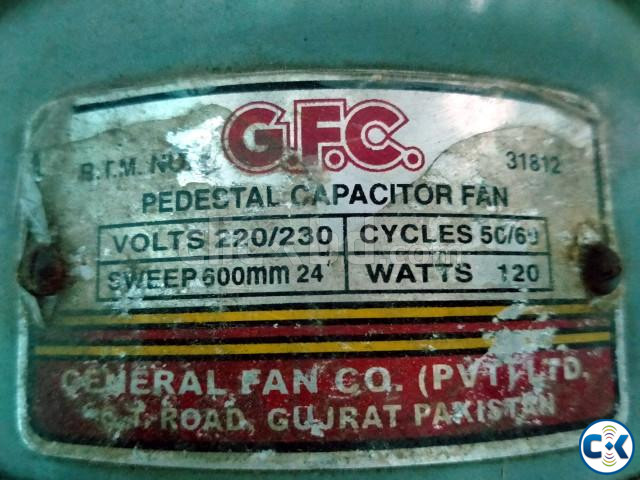 G.F.C.
R.T.M. NO. 31812
PEDESTAL CAPACITOR FAN
VOLTS 220/230 CYCLES 50/60
SWEEP 600mm 24" WATTS 120
GENERAL FAN CO. (PVT) LTD.
G.T. ROAD, GUJRAT PAKISTAN
CK